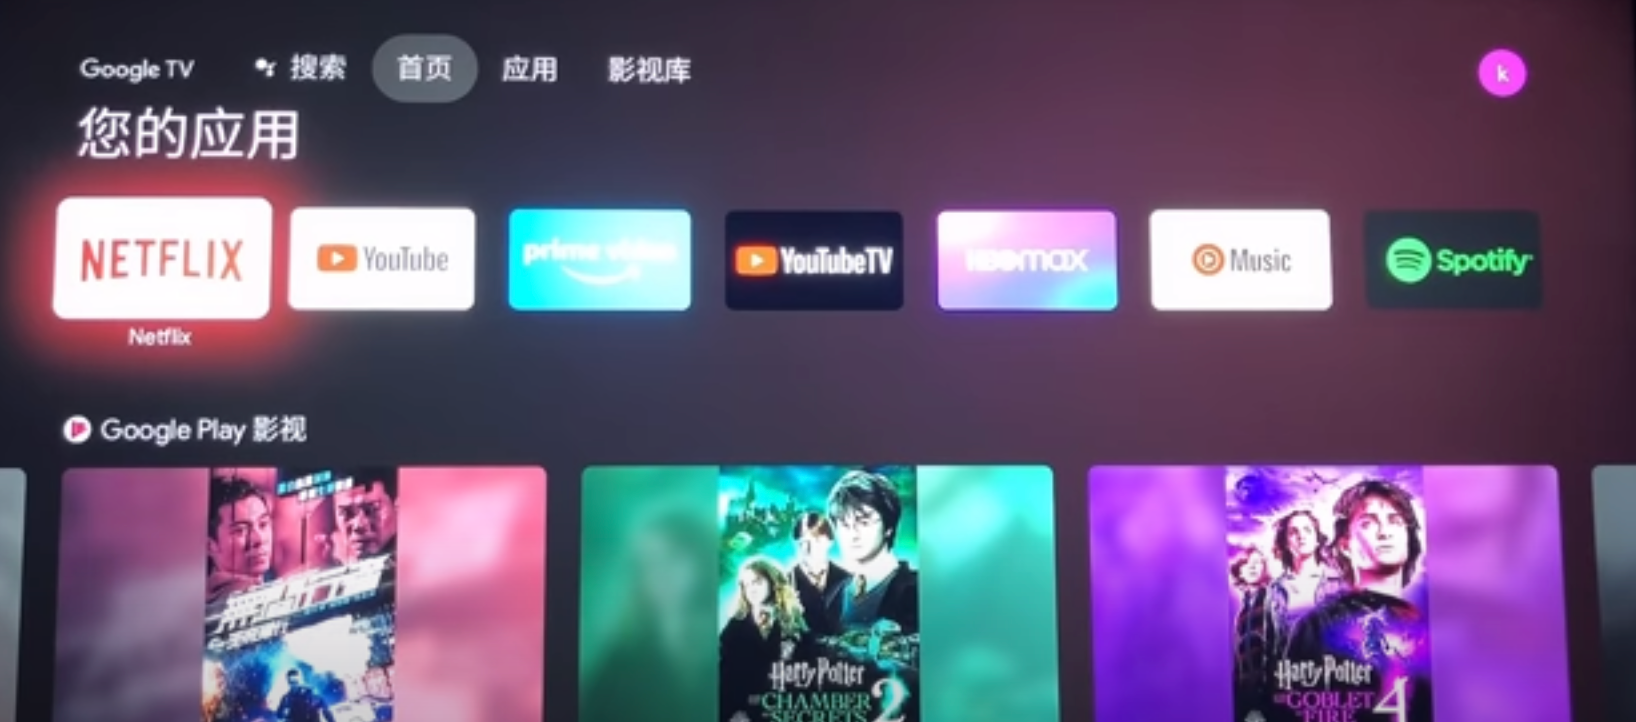 Google TV 搜索 首页 应用 影视库 k
您的应用
NETFLIX YouTube prime video YouTubeTV HBOmax Music Spotify
Netflix
Google Play 影视
Harry Potter Harry Potter
AND THE CHAMBER OF SECRETS 2
AND THE GOBLET OF FIRE 4